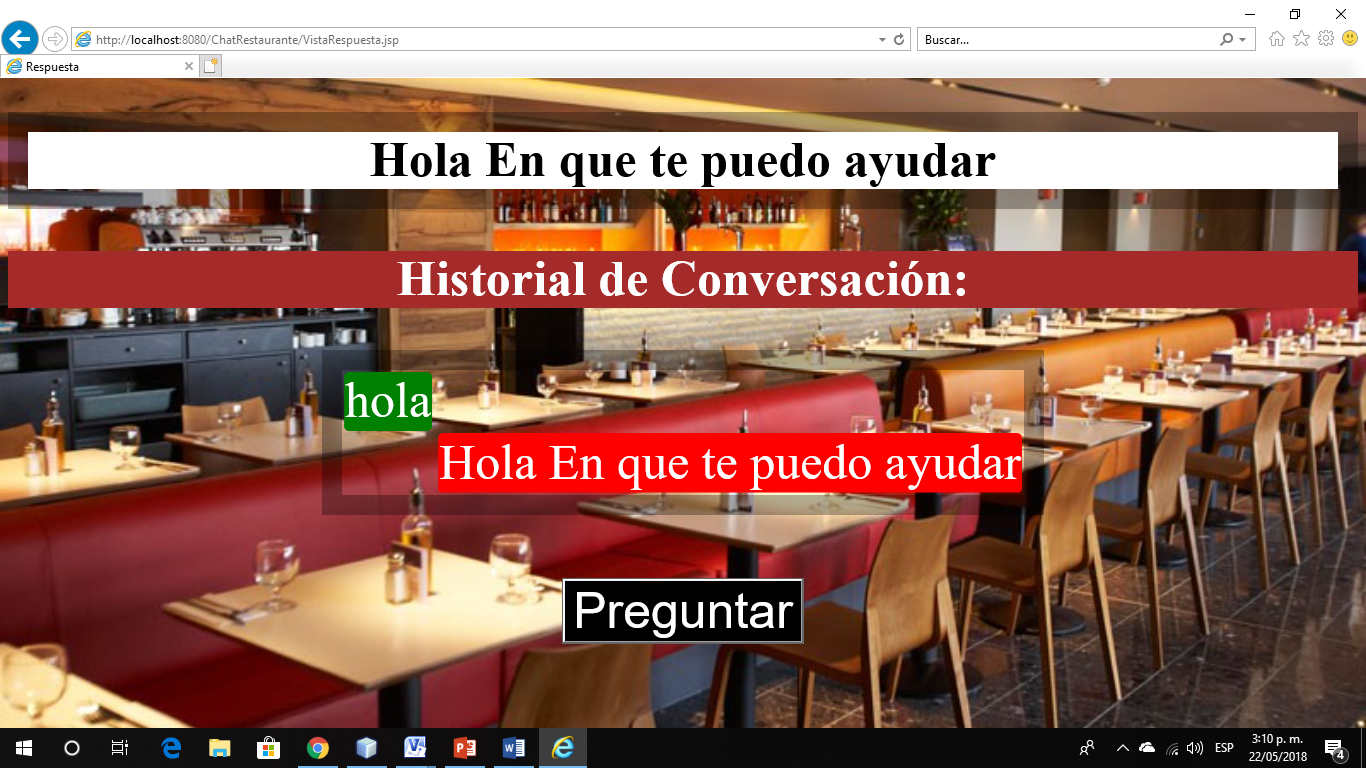 http://localhost:8080/ChatRestaurante/VistaRespuesta.jsp
Buscar...
Respuesta
Hola En que te puedo ayudar
Historial de Conversación:
hola
Hola En que te puedo ayudar
Preguntar
ESP
3:10 p. m.
22/05/2018
4